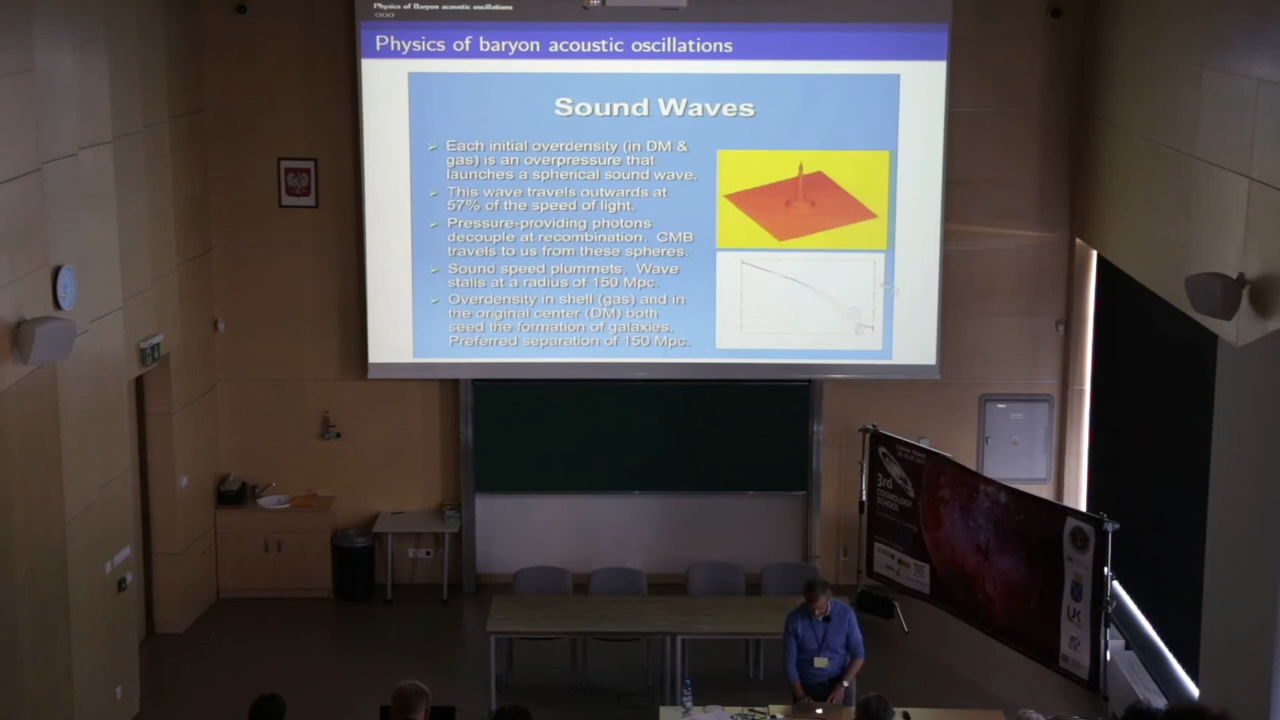 Physics of Baryon acoustic oscillations
Physics of baryon acoustic oscillations
Sound Waves
Each initial overdensity (in DM &
gas) is an overpressure that
launches a spherical sound wave.
This wave travels outwards at
57% of the speed of light.
Pressure-providing photons
decouple at recombination. CMB
travels to us from these spheres.
Sound speed plummets. Wave
stalls at a radius of 150 Mpc.
Overdensity in shell (gas) and in
the original center (DM) both
seed the formation of galaxies.
Preferred separation of 150 Mpc.
3rd
COSMOLOGY
SCHOOL